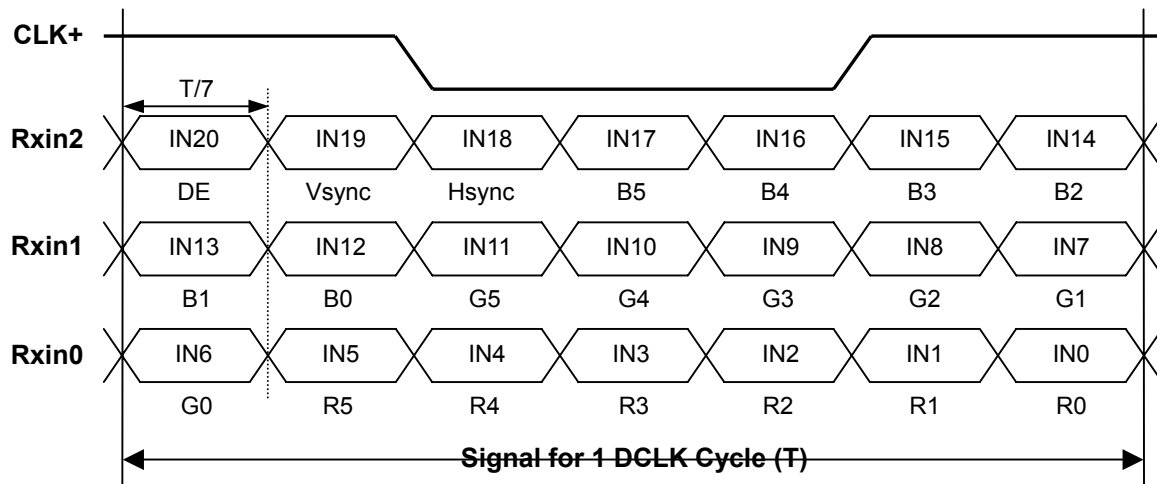 CLK+
T/7
Rxin2 IN20 IN19 IN18 IN17 IN16 IN15 IN14
DE Vsync Hsync B5 B4 B3 B2
Rxin1 IN13 IN12 IN11 IN10 IN9 IN8 IN7
B1 B0 G5 G4 G3 G2 G1
Rxin0 IN6 IN5 IN4 IN3 IN2 IN1 IN0
G0 R5 R4 R3 R2 R1 R0
Signal for 1 DCLK Cycle (T)